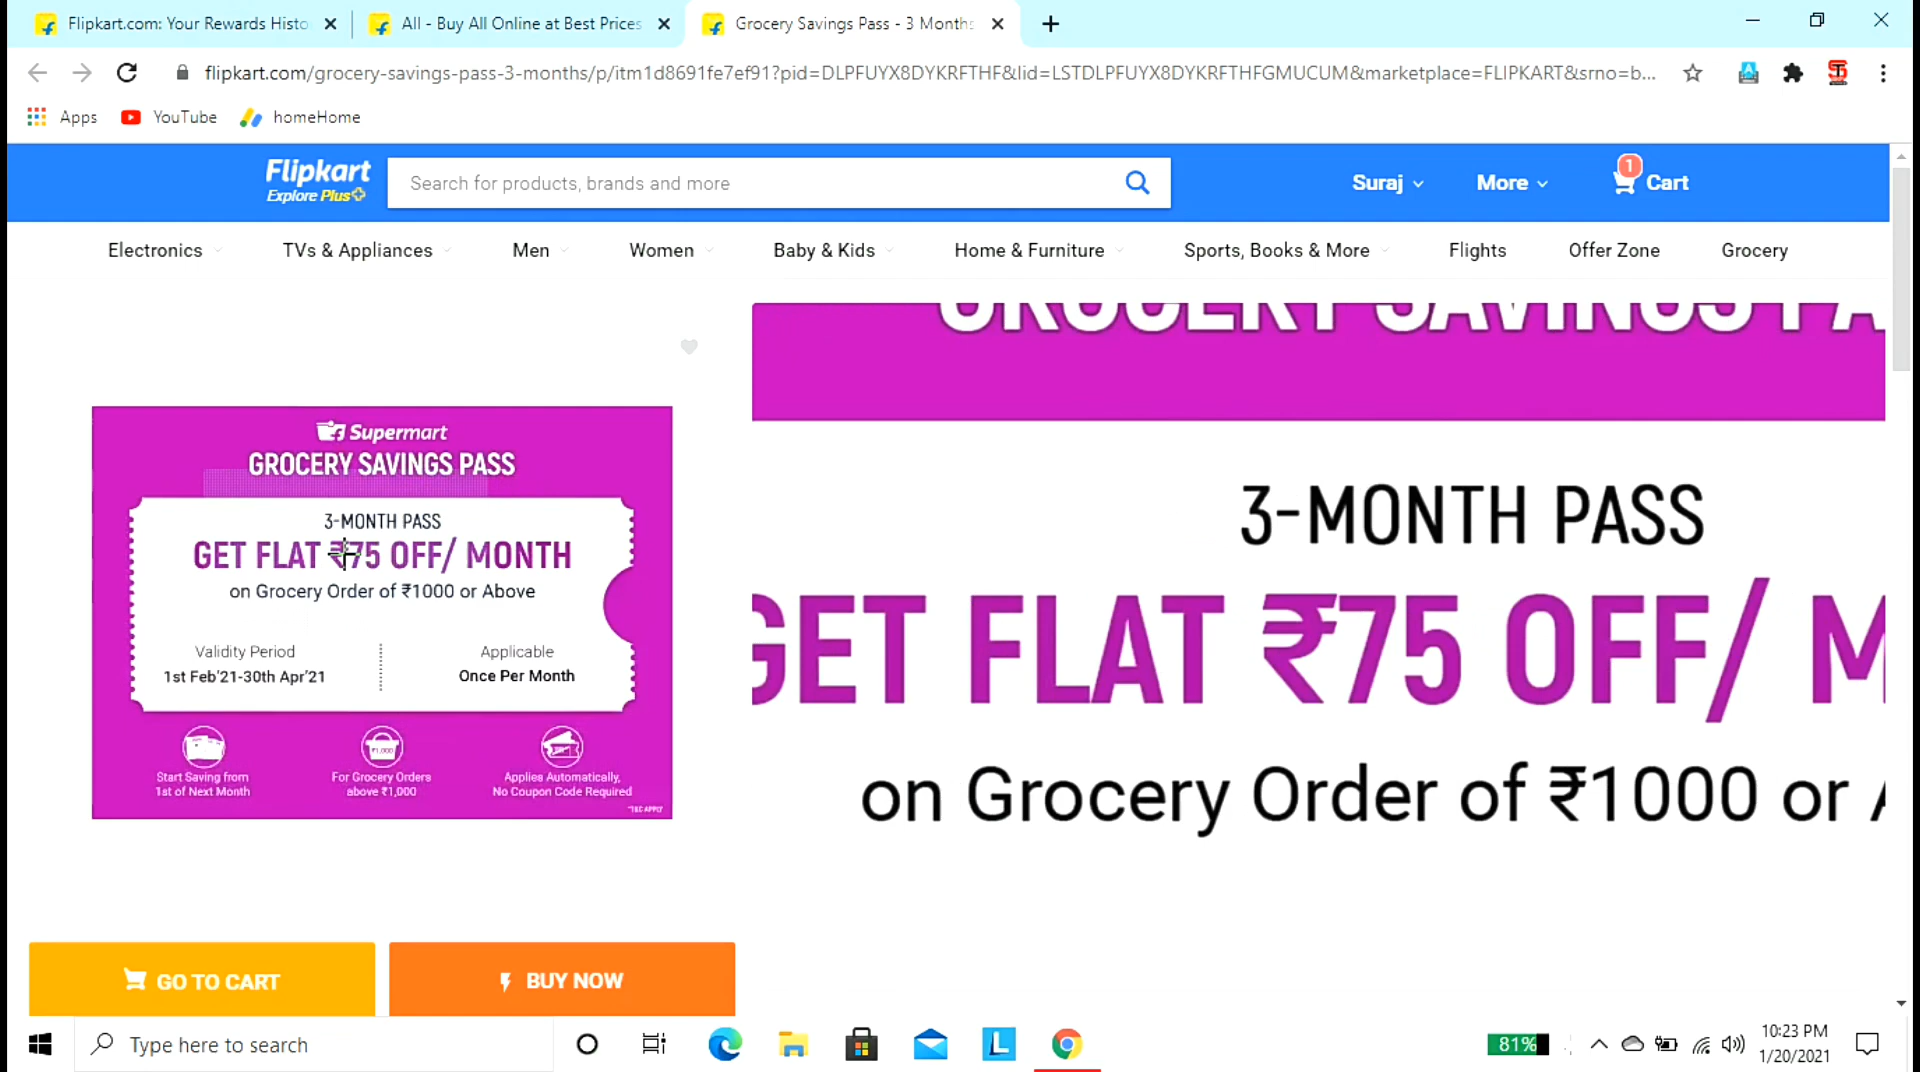 Flipkart.com: Your Rewards Histo
All - Buy All Online at Best Prices
Grocery Savings Pass - 3 Months
flipkart.com/grocery-savings-pass-3-months/p/itm1d8691fe7ef91?pid=DLPFUYX8DYKRFTHF&lid=LSTDLPFUYX8DYKRFTHFGMUCUM&marketplace=FLIPKART&srno=b...
Apps YouTube homeHome
Flipkart
Explore Plus
Search for products, brands and more
Suraj More 1 Cart
Electronics TVs & Appliances Men Women Baby & Kids Home & Furniture Sports, Books & More Flights Offer Zone Grocery
Supermart
GROCERY SAVINGS PASS
3-MONTH PASS
GET FLAT ₹75 OFF/ MONTH
on Grocery Order of ₹1000 or Above
Validity Period
1st Feb'21-30th Apr'21
Applicable
Once Per Month
Start Saving from
1st of Next Month
For Grocery Orders
above ₹1,000
Applies Automatically,
No Coupon Code Required
*T&C APPLY
GROCERY SAVINGS PA
3-MONTH PASS
GET FLAT ₹75 OFF/ M
on Grocery Order of ₹1000 or
GO TO CART
BUY NOW
Type here to search
81%
10:23 PM
1/20/2021